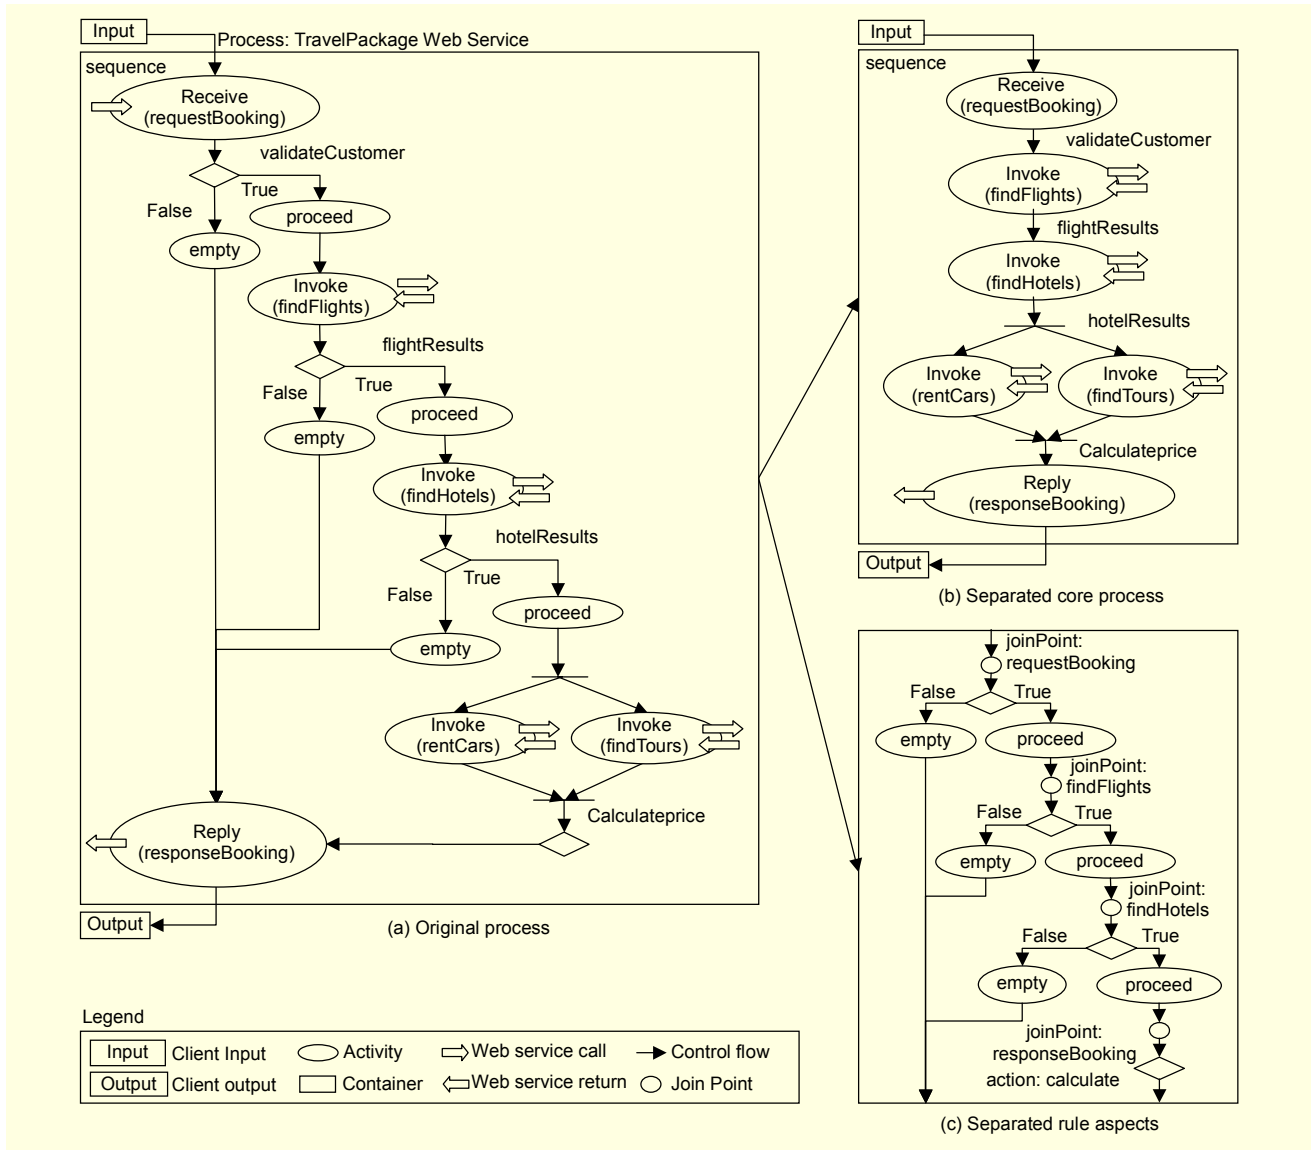 Input
Process: TravelPackage Web Service
sequence
Receive
(requestBooking)
validateCustomer
True
False
proceed
empty
Invoke
(findFlights)
flightResults
True
False
proceed
empty
Invoke
(findHotels)
hotelResults
True
False
proceed
empty
Invoke
(rentCars)
Invoke
(findTours)
Calculateprice
Reply
(responseBooking)
Output
(a) Original process
Input
sequence
Receive
(requestBooking)
validateCustomer
Invoke
(findFlights)
flightResults
Invoke
(findHotels)
hotelResults
Invoke
(rentCars)
Invoke
(findTours)
Calculateprice
Reply
(responseBooking)
Output
(b) Separated core process
joinPoint:
requestBooking
False
True
empty
proceed
joinPoint:
findFlights
False
True
empty
proceed
joinPoint:
findHotels
False
True
empty
proceed
joinPoint:
responseBooking
action: calculate
(c) Separated rule aspects
Legend
Input
Client Input
Activity
Web service call
Control flow
Output
Client output
Container
Web service return
Join Point